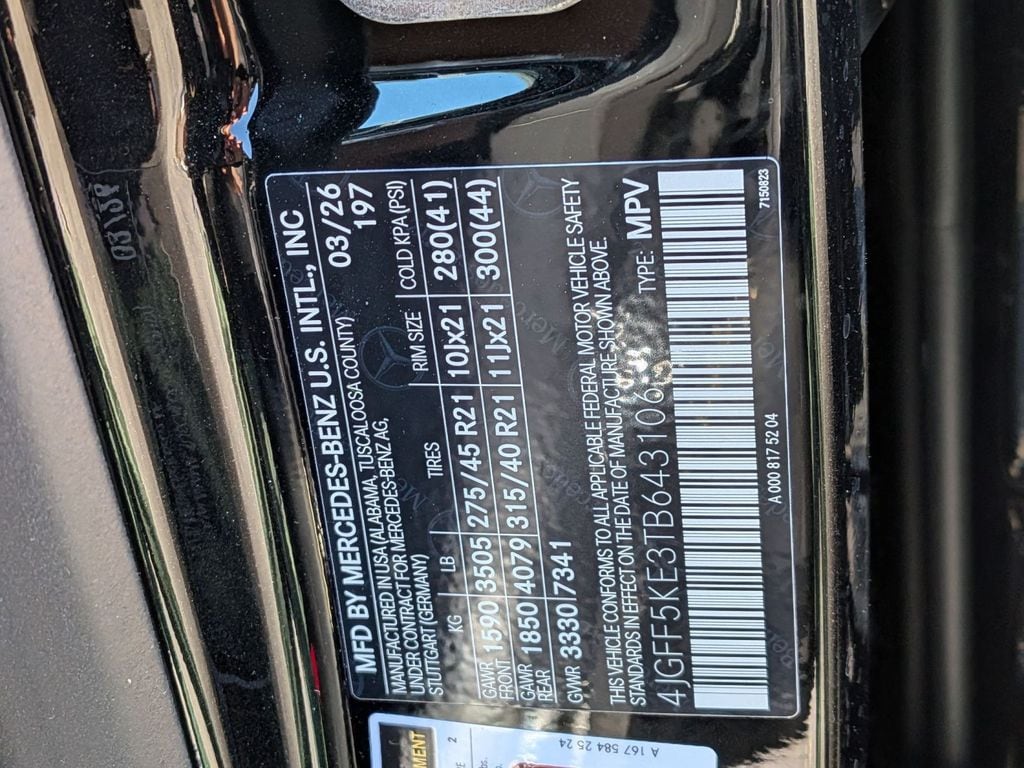 MFD BY MERCEDES-BENZ U.S. INTL., INC
MANUFACTURED IN USA (ALABAMA, TUSCALOOSA COUNTY) 03/26
UNDER CONTRACT FOR MERCEDES-BENZ AG, 197
STUTTGART (GERMANY)
KG LB TIRES RIM SIZE COLD KPA (PSI)
GAWR FRONT 1590 3505 275/45 R21 10Jx21 280(41)
GAWR REAR 1850 4079 315/40 R21 11Jx21 300(44)
GVWR 3330 7341
THIS VEHICLE CONFORMS TO ALL APPLICABLE FEDERAL MOTOR VEHICLE SAFETY
STANDARDS IN EFFECT ON THE DATE OF MANUFACTURE SHOWN ABOVE.
4JGFF5KE3TB643106 TYPE: MPV
A 000 817 52 04 7150823
A 167 584 25 24
2